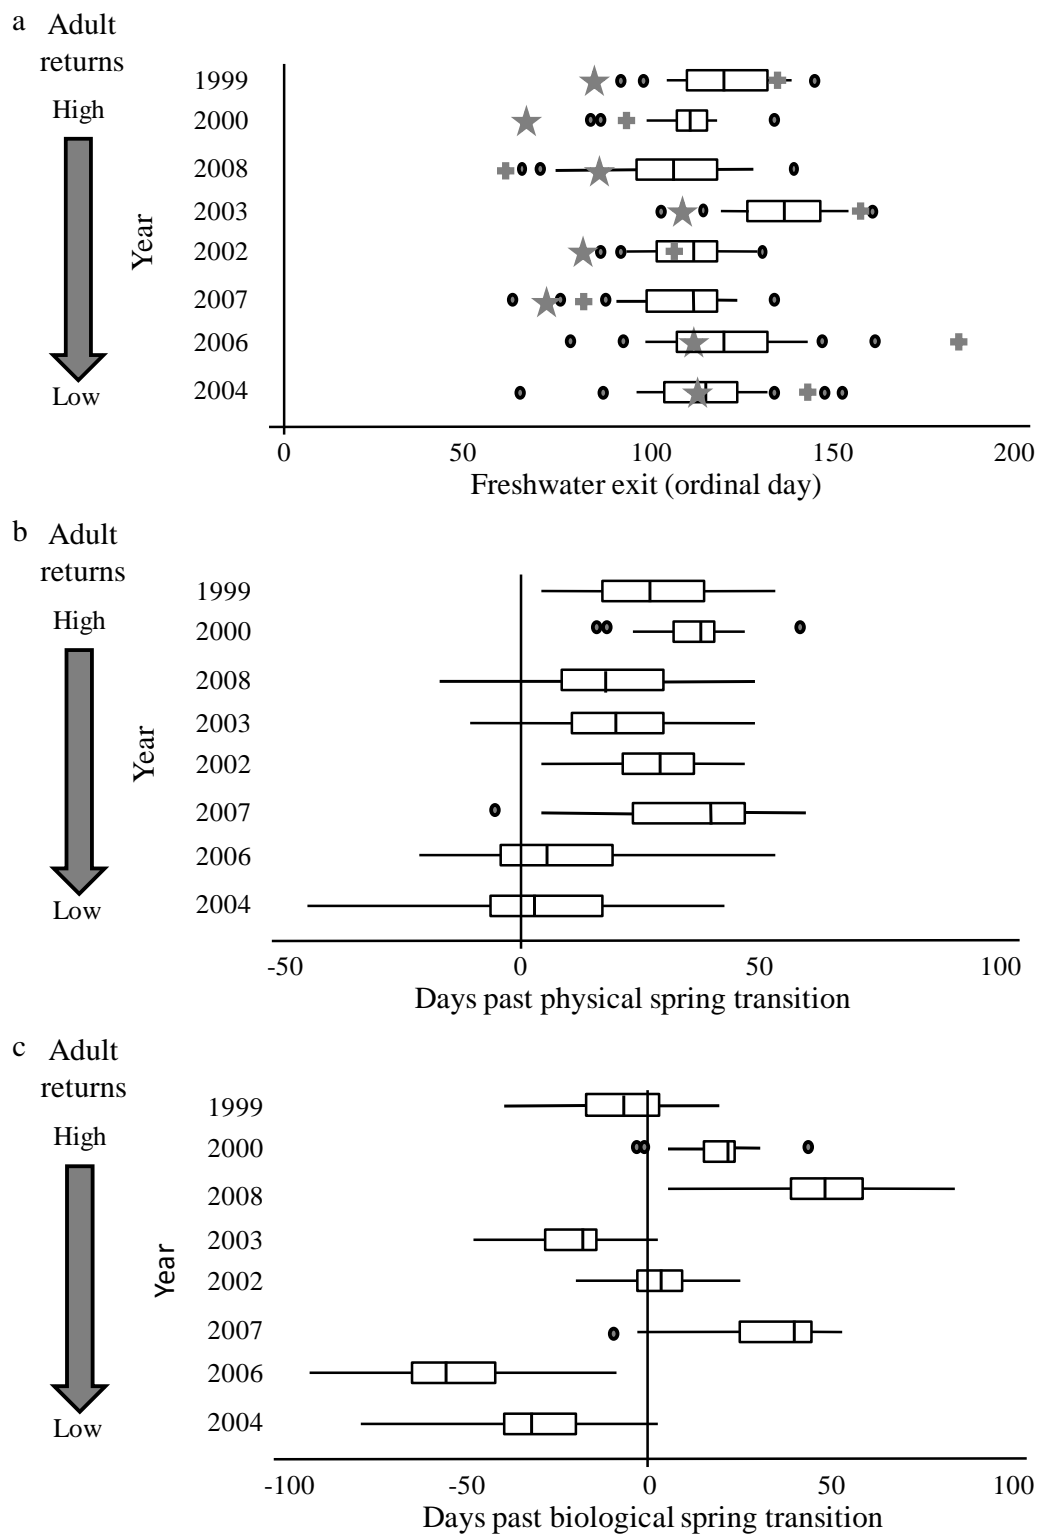 a Adult
returns
High
Low
Year
1999
2000
2008
2003
2002
2007
2006
2004
0 50 100 150 200
Freshwater exit (ordinal day)
b Adult
returns
High
Low
Year
1999
2000
2008
2003
2002
2007
2006
2004
-50 0 50 100
Days past physical spring transition
c Adult
returns
High
Low
Year
1999
2000
2008
2003
2002
2007
2006
2004
-100 -50 0 50 100
Days past biological spring transition